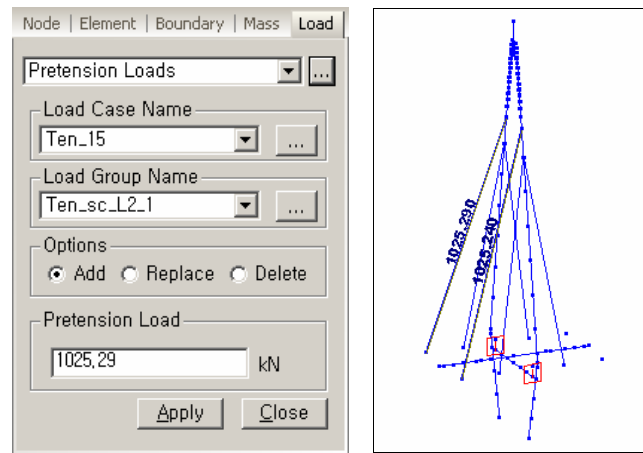 Node | Element | Boundary | Mass | Load
Pretension Loads ...
Load Case Name
Ten_15 ...
Load Group Name
Ten_sc_L2_1 ...
Options
Add Replace Delete
Pretension Load
1025,29 kN
Apply Close
1025.290
1025.240